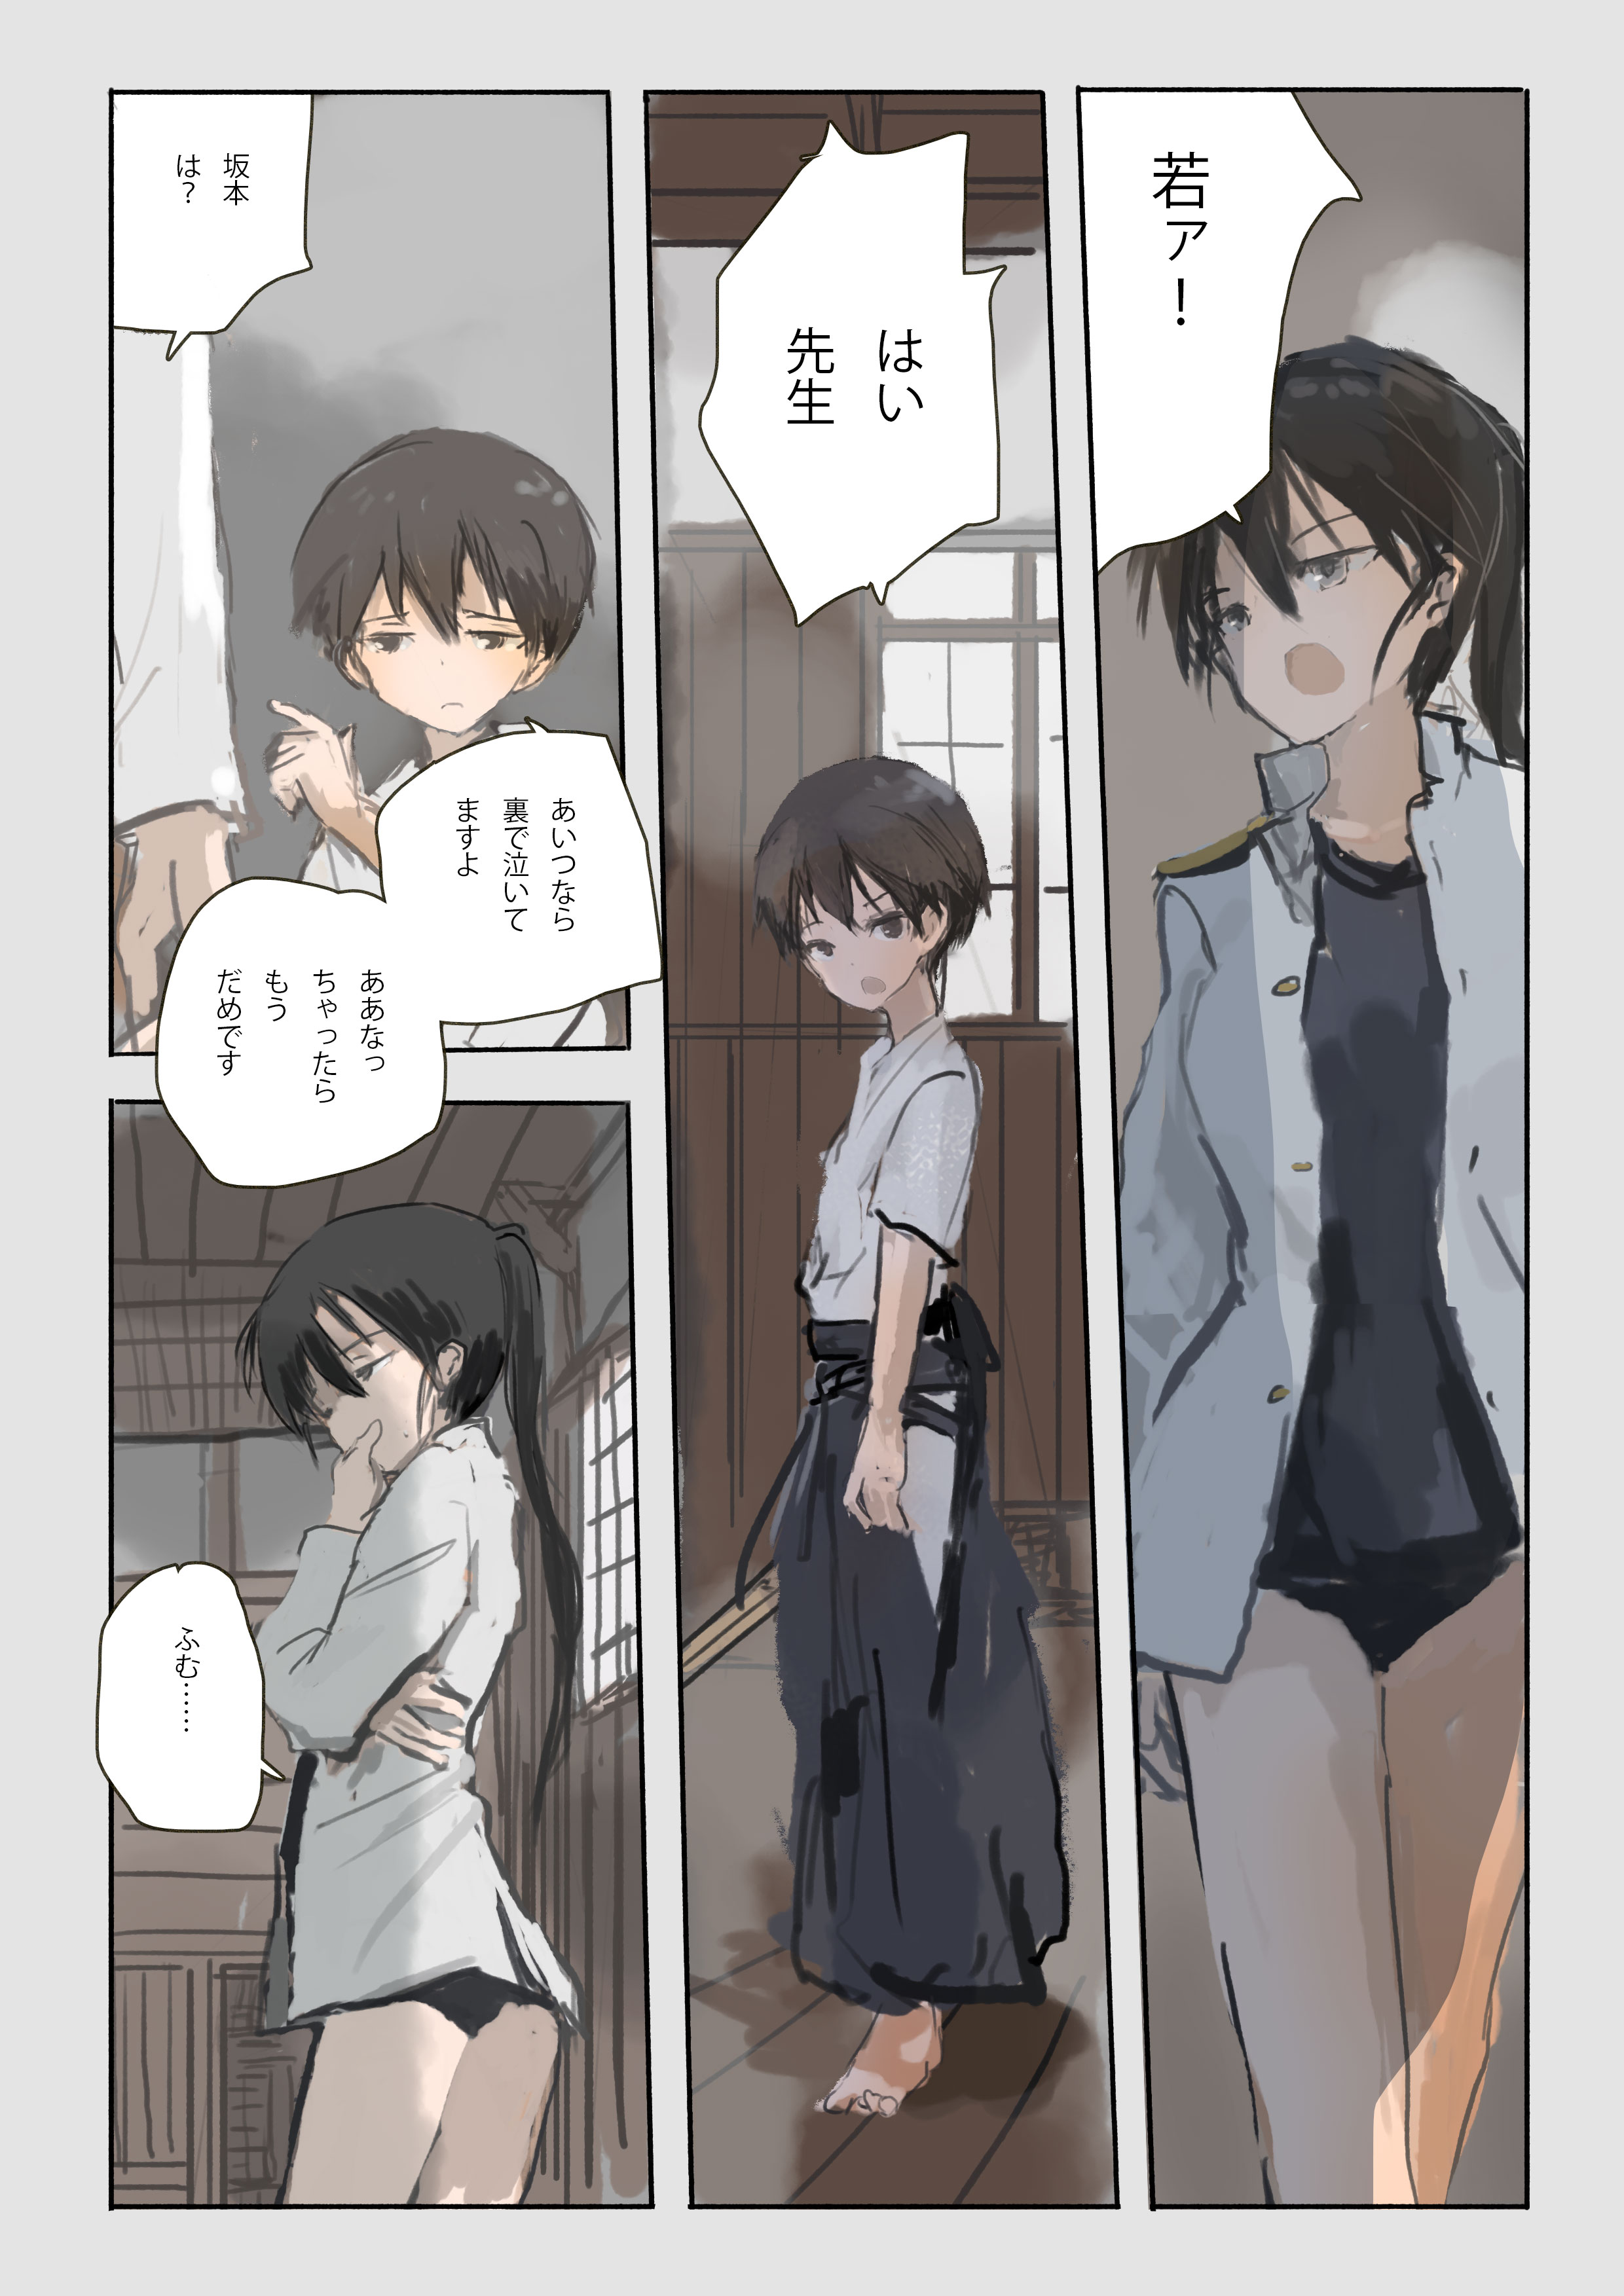 若ァ！
はい
先生
坂本
は？
あいつなら
裏で泣いて
ますよ
ああなっ
ちゃったら
もう
だめです
ふむ……